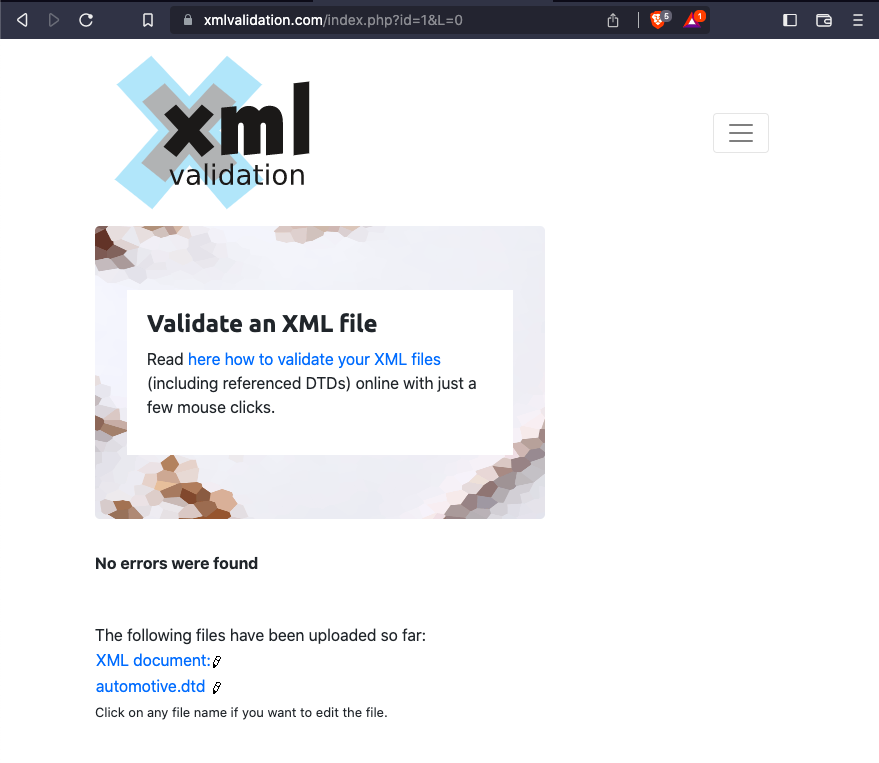 xmlvalidation.com/index.php?id=1&L=0
5
1
xml
validation
Validate an XML file
Read here how to validate your XML files
(including referenced DTDs) online with just a
few mouse clicks.
No errors were found
The following files have been uploaded so far:
XML document:
automotive.dtd
Click on any file name if you want to edit the file.